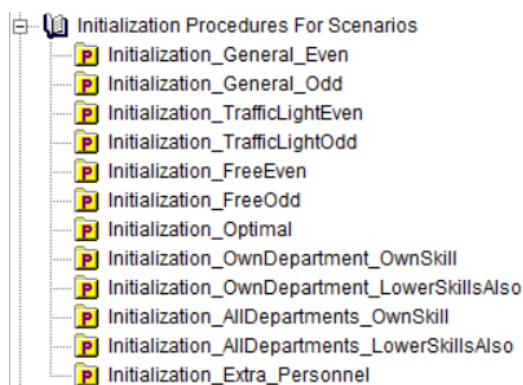 Initialization Procedures For Scenarios
P Initialization_General_Even
P Initialization_General_Odd
P Initialization_TrafficLightEven
P Initialization_TrafficLightOdd
P Initialization_FreeEven
P Initialization_FreeOdd
P Initialization_Optimal
P Initialization_OwnDepartment_OwnSkill
P Initialization_OwnDepartment_LowerSkillsAlso
P Initialization_AllDepartments_OwnSkill
P Initialization_AllDepartments_LowerSkillsAlso
P Initialization_Extra_Personnel